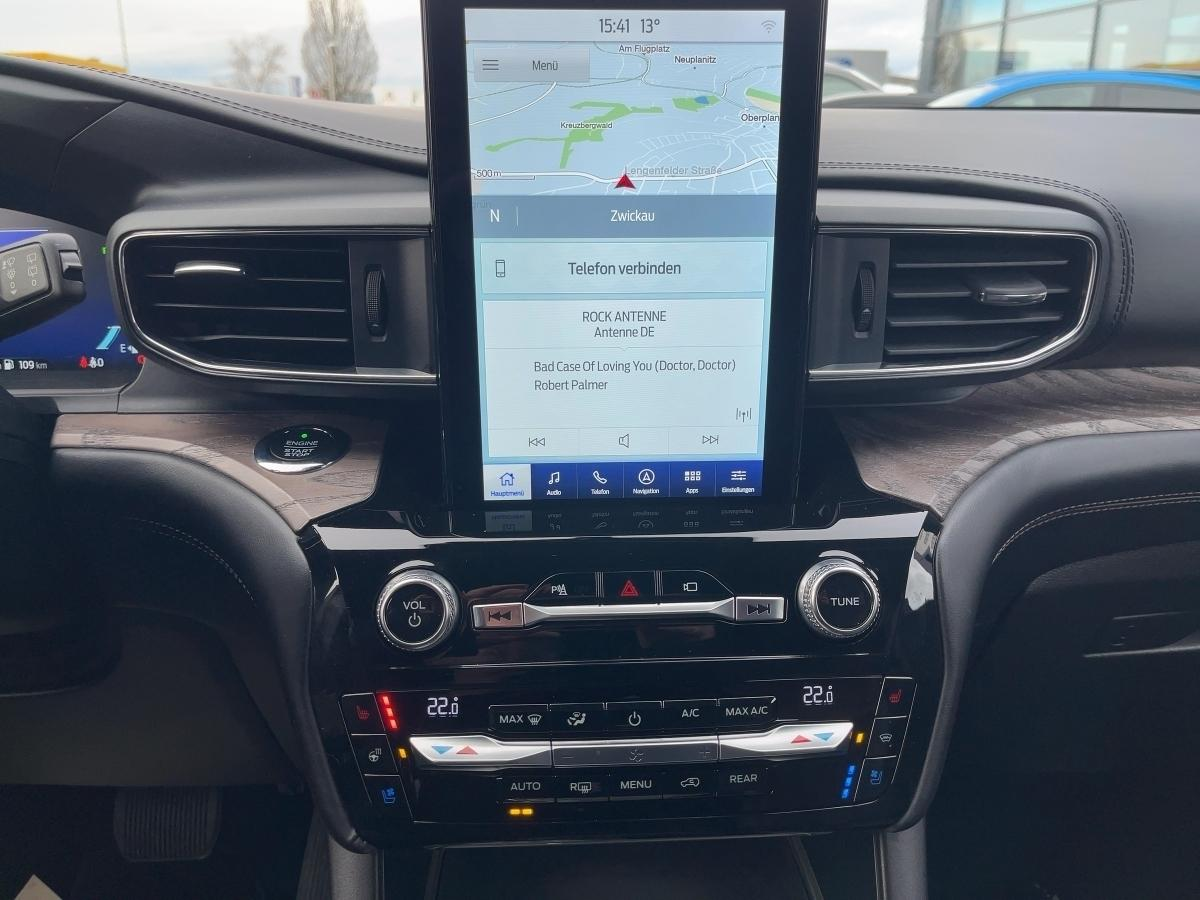 15:41 13°
Menü
Am Flugplatz
Neuplanitz
Kreuzbergwald
Oberplan
500 m
Lengenfelder Straße
N
Zwickau
Telefon verbinden
ROCK ANTENNE
Antenne DE
Bad Case Of Loving You (Doctor, Doctor)
Robert Palmer
Hauptmenü
Audio
Telefon
Navigation
Apps
Einstellungen
109 km
E
ENGINE
START
STOP
VOL
TUNE
22.0
22.0
MAX
A/C
MAX A/C
AUTO
R
MENU
REAR